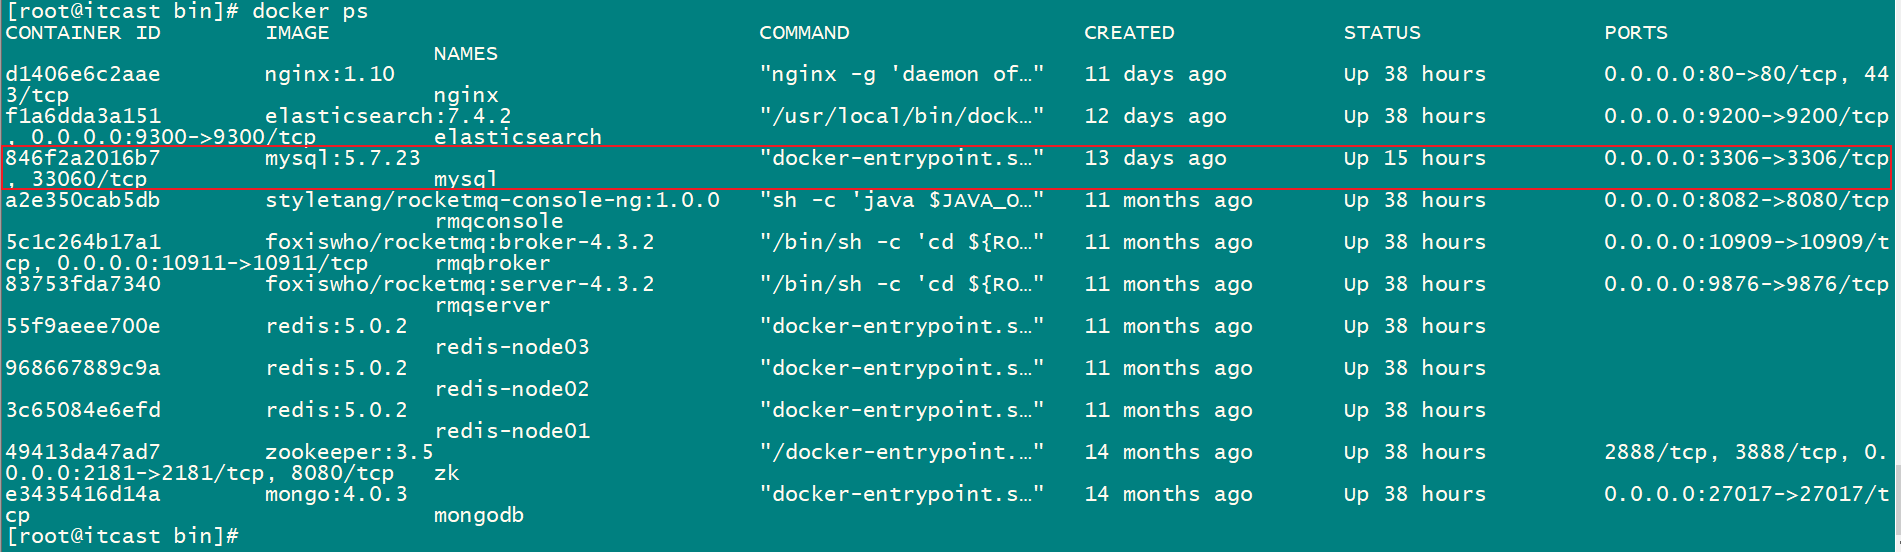 [root@itcast bin]# docker ps
CONTAINER ID        IMAGE                                 COMMAND                  CREATED             STATUS              PORTS
                                 NAMES
d1406e6c2aae        nginx:1.10                            "nginx -g 'daemon of…"   11 days ago         Up 38 hours         0.0.0.0:80->80/tcp, 44
3/tcp                            nginx
f1a6dda3a151        elasticsearch:7.4.2                   "/usr/local/bin/dock…"   12 days ago         Up 38 hours         0.0.0.0:9200->9200/tcp
, 0.0.0.0:9300->9300/tcp         elasticsearch
846f2a2016b7        mysql:5.7.23                          "docker-entrypoint.s…"   13 days ago         Up 15 hours         0.0.0.0:3306->3306/tcp
, 33060/tcp                      mysql
a2e350cab5db        styletang/rocketmq-console-ng:1.0.0   "sh -c 'java $JAVA_O…"   11 months ago       Up 38 hours         0.0.0.0:8082->8080/tcp
                                 rmqconsole
5c1c264b17a1        foxiswho/rocketmq:broker-4.3.2        "/bin/sh -c 'cd ${RO…"   11 months ago       Up 38 hours         0.0.0.0:10909->10909/t
cp, 0.0.0.0:10911->10911/tcp     rmqbroker
83753fda7340        foxiswho/rocketmq:server-4.3.2        "/bin/sh -c 'cd ${RO…"   11 months ago       Up 38 hours         0.0.0.0:9876->9876/tcp
                                 rmqserver
55f9aeee700e        redis:5.0.2                           "docker-entrypoint.s…"   11 months ago       Up 38 hours
                                 redis-node03
968667889c9a        redis:5.0.2                           "docker-entrypoint.s…"   11 months ago       Up 38 hours
                                 redis-node02
3c65084e6efd        redis:5.0.2                           "docker-entrypoint.s…"   11 months ago       Up 38 hours
                                 redis-node01
49413da47ad7        zookeeper:3.5                         "/docker-entrypoint.…"   14 months ago       Up 38 hours         2888/tcp, 3888/tcp, 0.
0.0.0:2181->2181/tcp, 8080/tcp   zk
e3435416d14a        mongo:4.0.3                           "docker-entrypoint.s…"   14 months ago       Up 38 hours         0.0.0.0:27017->27017/t
cp                               mongodb
[root@itcast bin]#